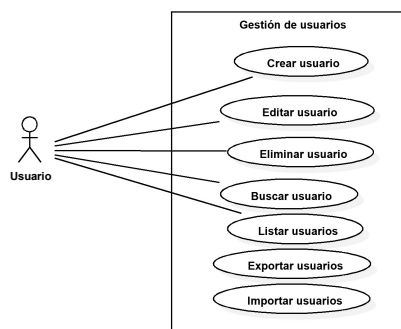 Gestión de usuarios
Crear usuario
Editar usuario
Eliminar usuario
Usuario
Buscar usuario
Listar usuarios
Exportar usuarios
Importar usuarios